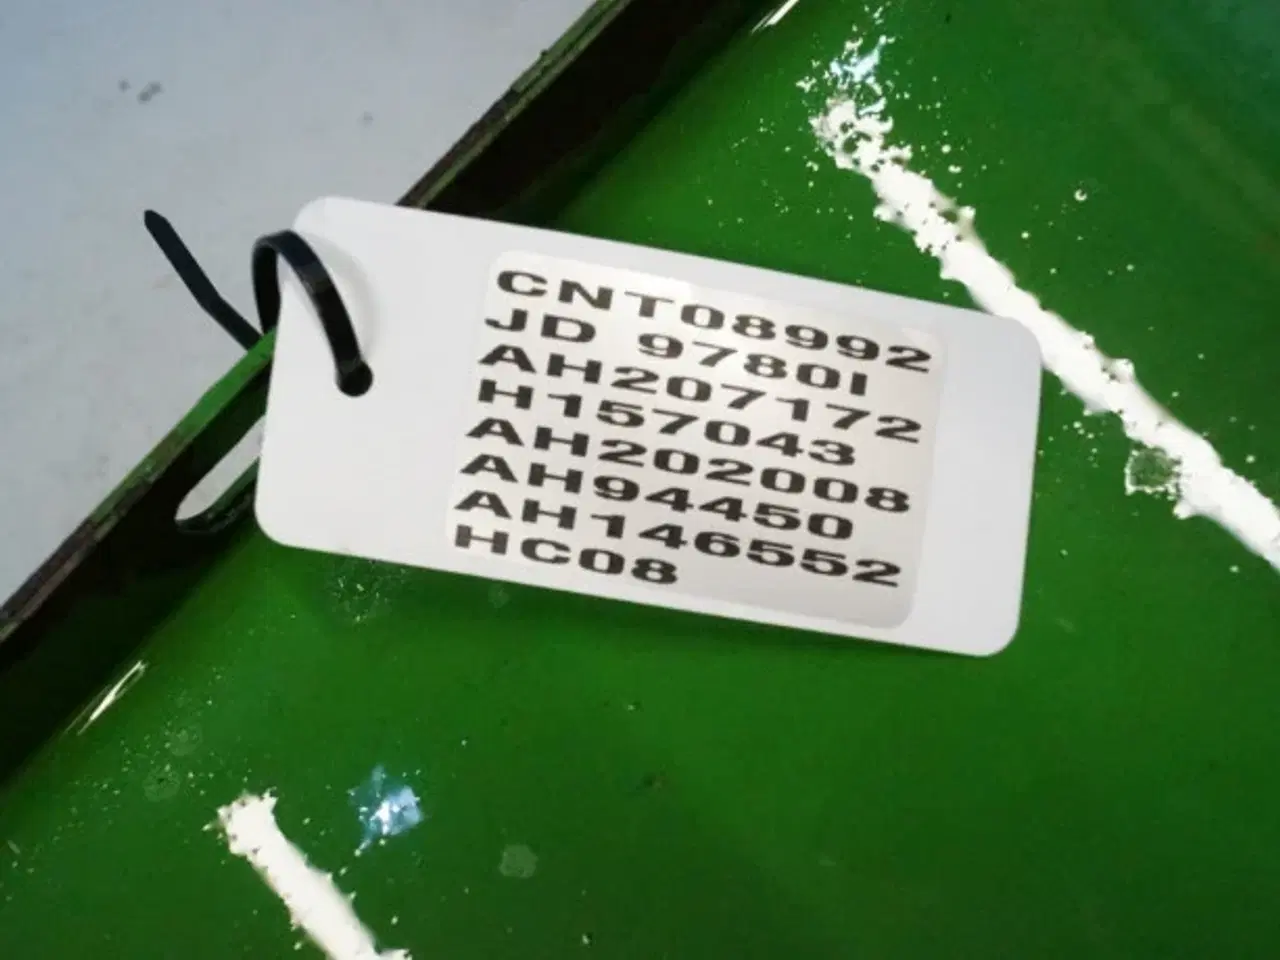 CNT08992
JD 9780I
AH207172
H157043
AH202008
AH94450
AH146552
HC08